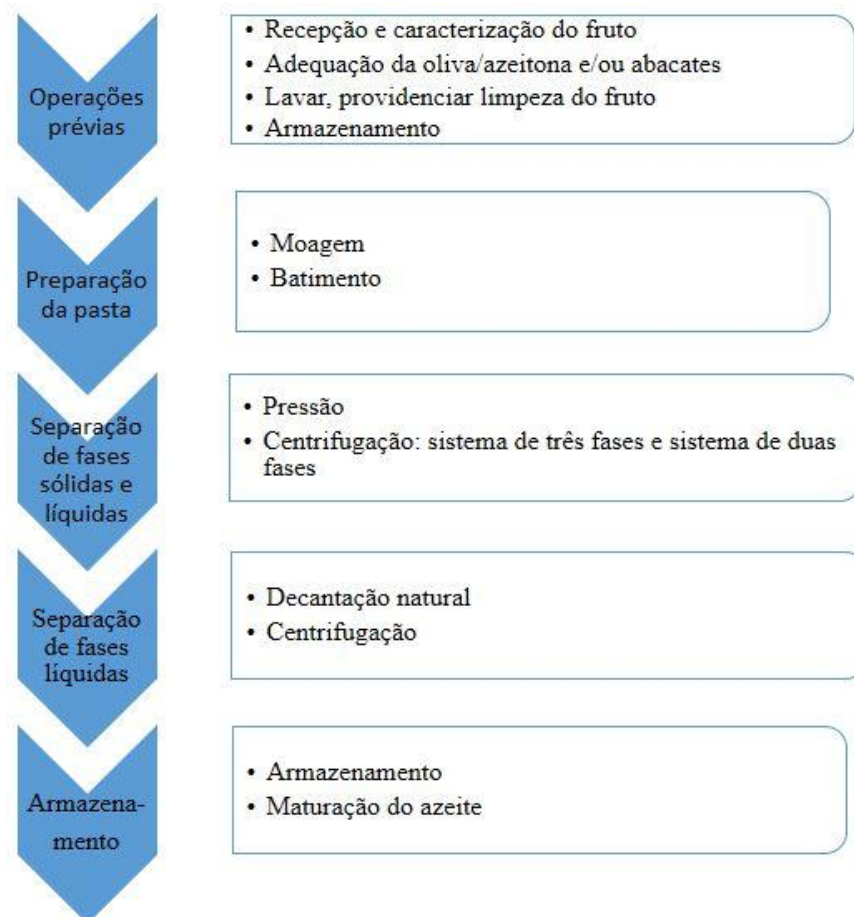 Operações
prévias
• Recepção e caracterização do fruto
• Adequação da oliva/azeitona e/ou abacates
• Lavar, providenciar limpeza do fruto
• Armazenamento
Preparação
da pasta
• Moagem
• Batimento
Separação
de fases
sólidas e
líquidas
• Pressão
• Centrifugação: sistema de três fases e sistema de duas
fases
Separação
de fases
líquidas
• Decantação natural
• Centrifugação
Armazena-
mento
• Armazenamento
• Maturação do azeite